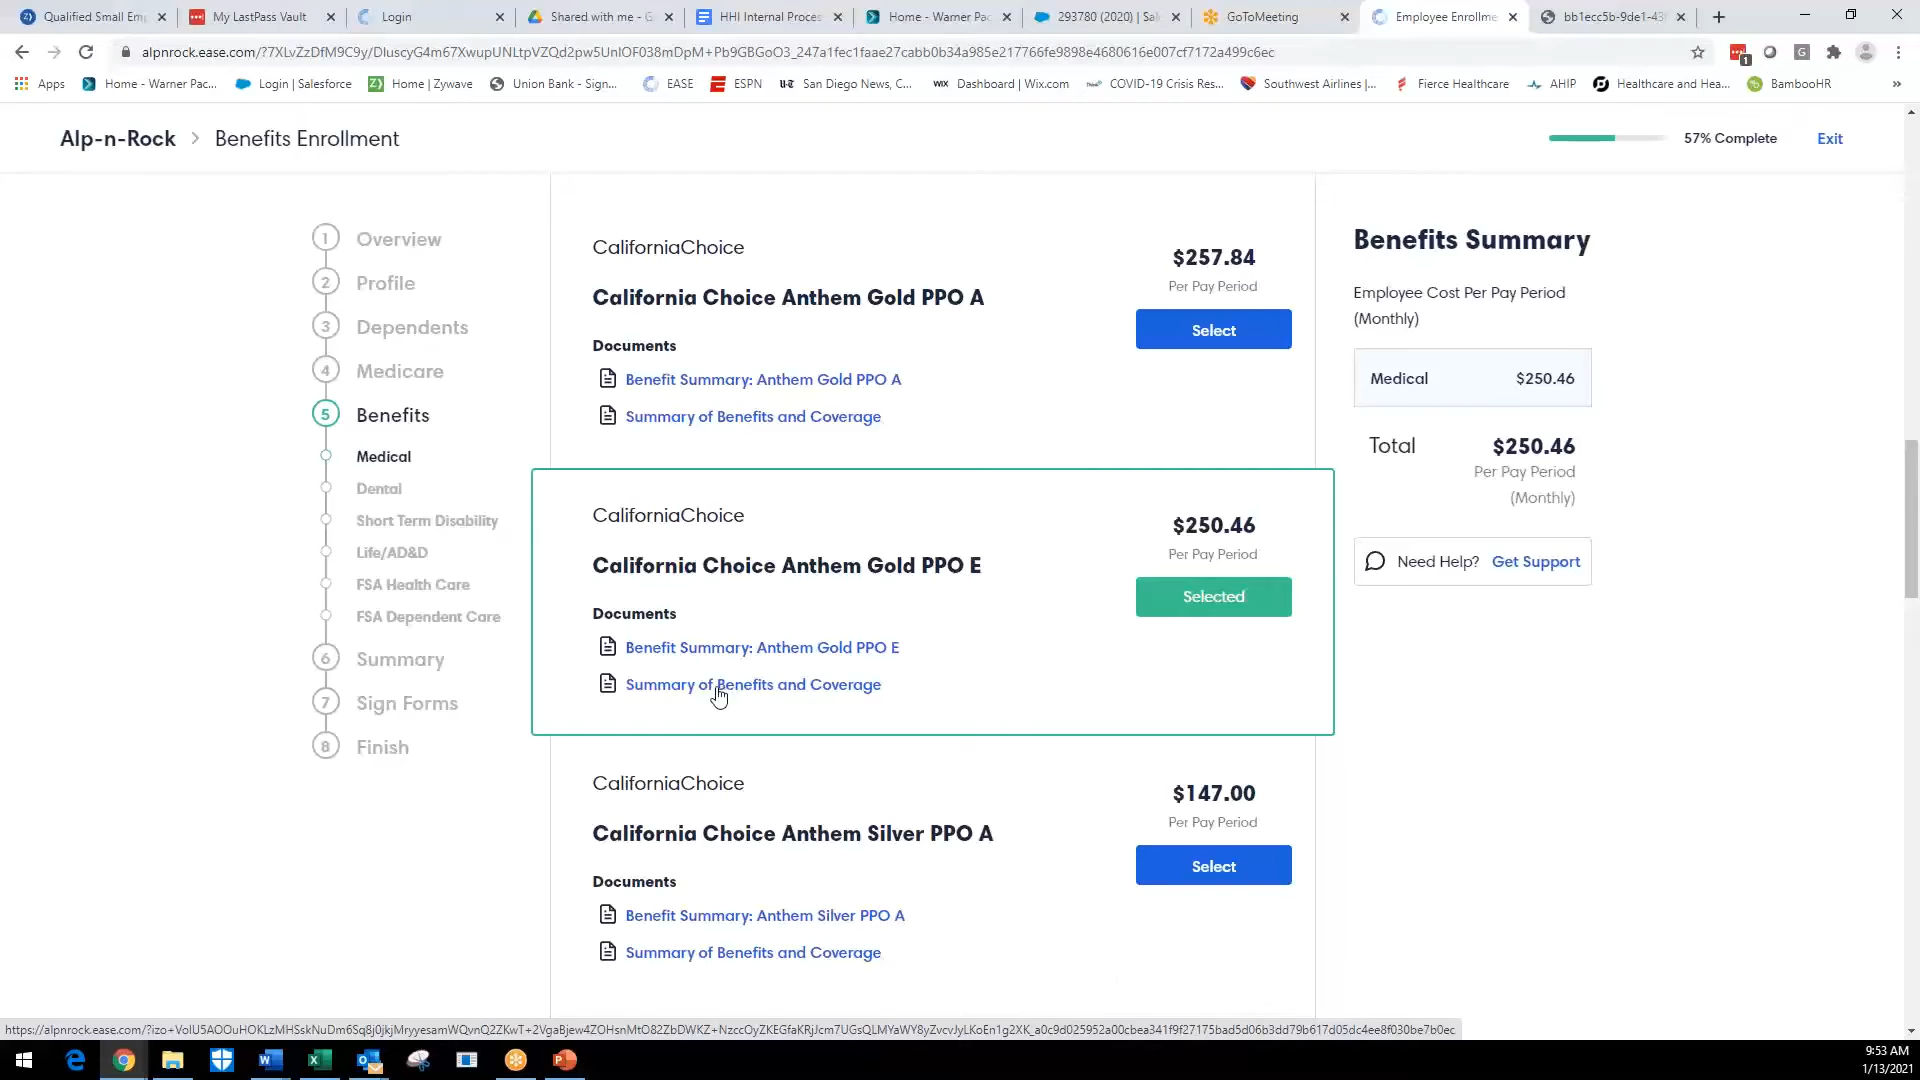 Qualified Small Em
My LastPass Vault
Login
Shared with me - G
HHI Internal Proces
Home - Warner Pac
293780 (2020) | Sal
GoToMeeting
Employee Enrollme
bb1ecc5b-9de1-43
Apps
Home - Warner Pac...
Login | Salesforce
Home | Zywave
Union Bank - Sign...
EASE
ESPN
San Diego News, C...
Dashboard | Wix.com
COVID-19 Crisis Res...
Southwest Airlines |...
Fierce Healthcare
AHIP
Healthcare and Hea...
BambooHR
Alp-n-Rock > Benefits Enrollment
57% Complete
Exit
1 Overview
2 Profile
3 Dependents
4 Medicare
5 Benefits
Medical
Dental
Short Term Disability
Life/AD&D
FSA Health Care
FSA Dependent Care
6 Summary
7 Sign Forms
8 Finish
CaliforniaChoice
$257.84
Per Pay Period
California Choice Anthem Gold PPO A
Select
Documents
Benefit Summary: Anthem Gold PPO A
Summary of Benefits and Coverage
CaliforniaChoice
$250.46
Per Pay Period
California Choice Anthem Gold PPO E
Selected
Documents
Benefit Summary: Anthem Gold PPO E
Summary of Benefits and Coverage
CaliforniaChoice
$147.00
Per Pay Period
California Choice Anthem Silver PPO A
Select
Documents
Benefit Summary: Anthem Silver PPO A
Summary of Benefits and Coverage
Benefits Summary
Employee Cost Per Pay Period
(Monthly)
Medical $250.46
Total $250.46
Per Pay Period
(Monthly)
Need Help? Get Support
9:53 AM
1/13/2021